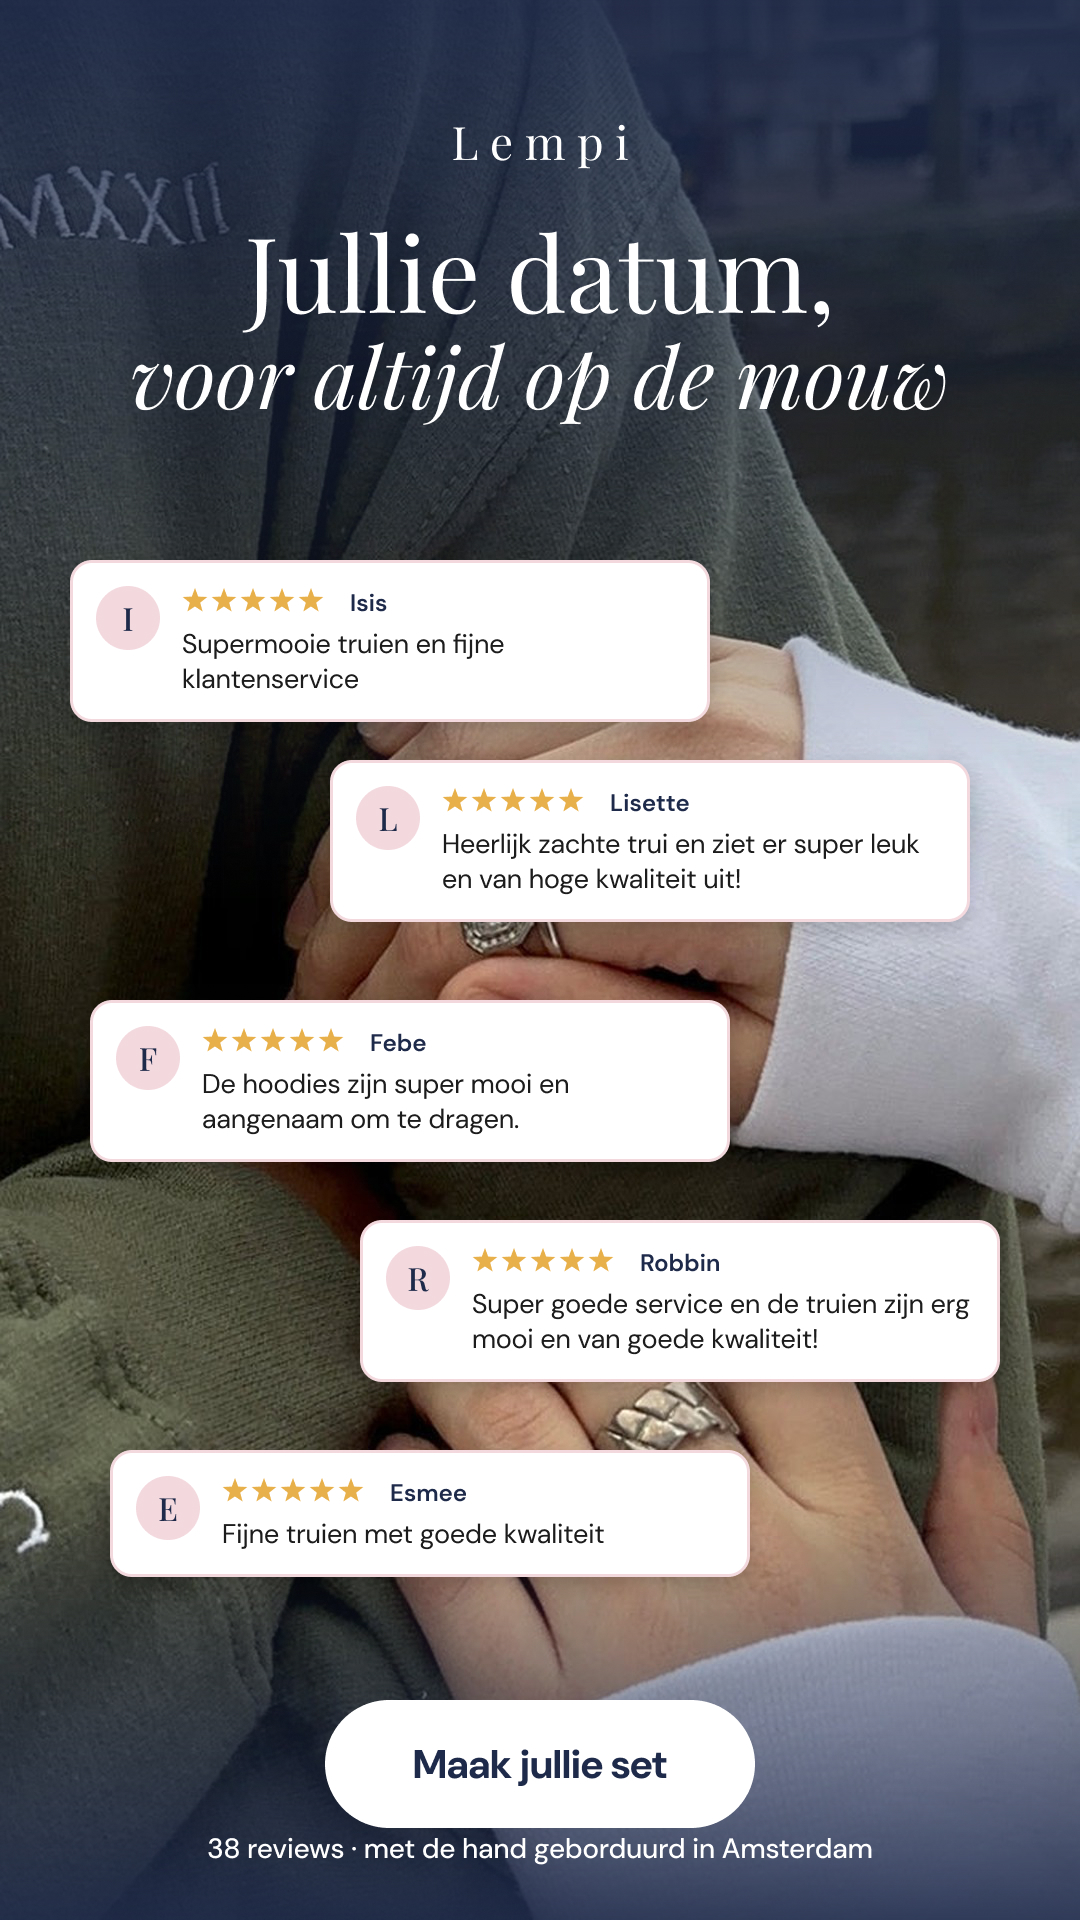 Lempi
MXXII
Jullie datum,
voor altijd op de mouw
I
Isis
Supermooie truien en fijne
klantenservice
L
Lisette
Heerlijk zachte trui en ziet er super leuk
en van hoge kwaliteit uit!
F
Febe
De hoodies zijn super mooi en
aangenaam om te dragen.
R
Robbin
Super goede service en de truien zijn erg
mooi en van goede kwaliteit!
E
Esmee
Fijne truien met goede kwaliteit
Maak jullie set
38 reviews · met de hand geborduurd in Amsterdam